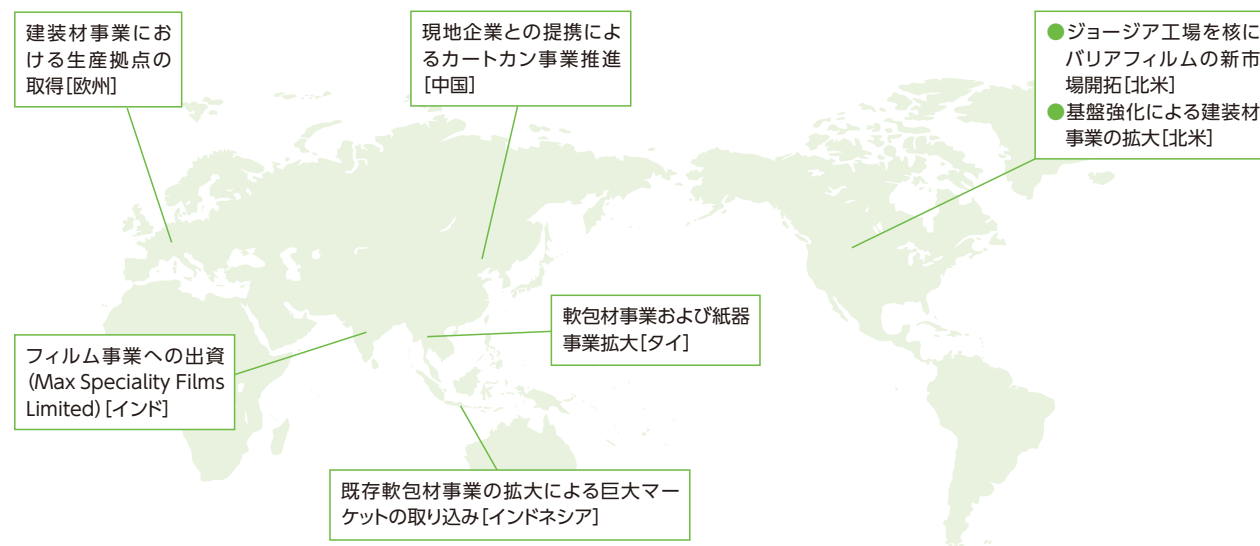 建装材事業にお
ける生産拠点の
取得[欧州]
現地企業との提携によ
るカートカン事業推進
[中国]
●ジョージア工場を核に
バリアフィルムの新市
場開拓[北米]
●基盤強化による建装材
事業の拡大[北米]
フィルム事業への出資
(Max Speciality Films
Limited)[インド]
軟包材事業および紙器
事業拡大[タイ]
既存軟包材事業の拡大による巨大マー
ケットの取り込み[インドネシア]